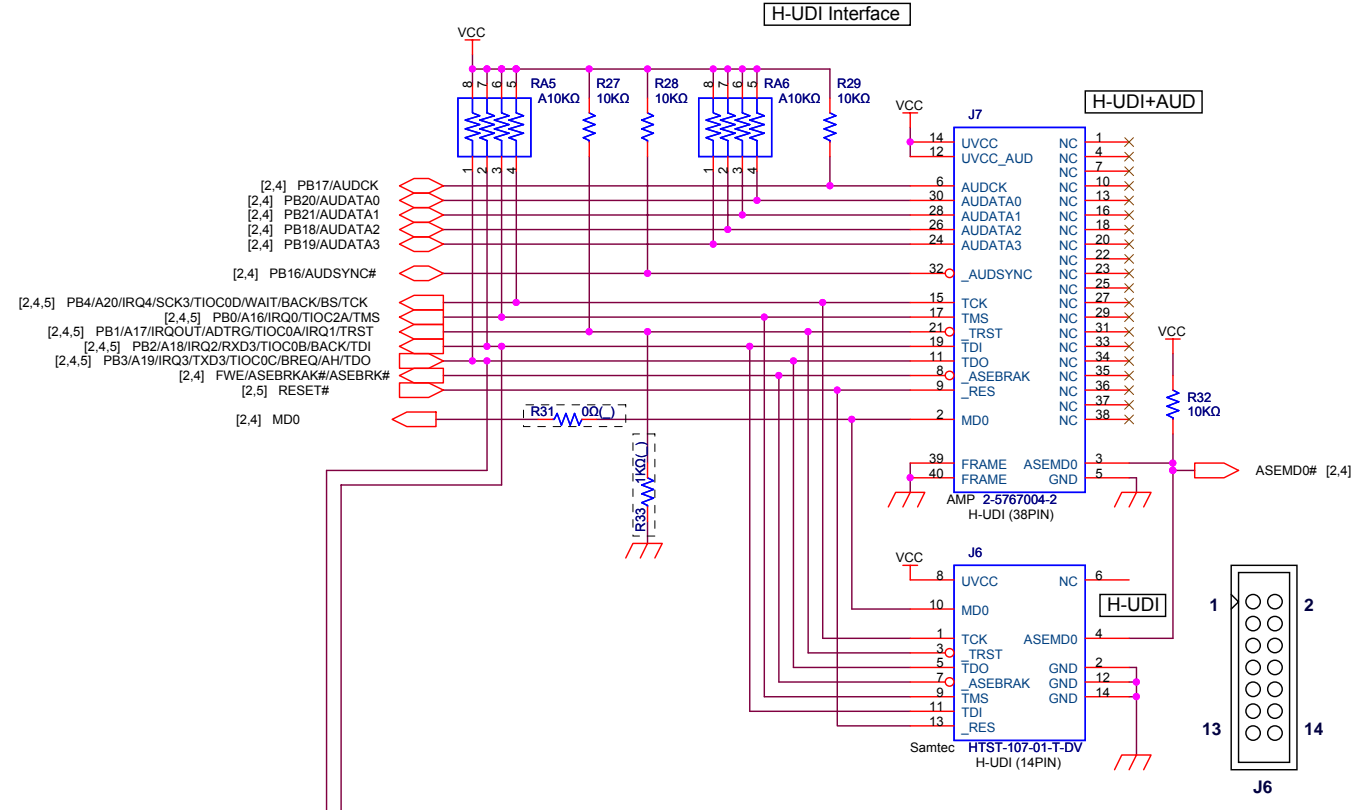 H-UDI Interface
VCC
8 7 6 5
RA5
A10KΩ
R27
10KΩ
R28
10KΩ
8 7 6 5
RA6
A10KΩ
R29
10KΩ
1 2 3 4
1 2 3 4
VCC
J7
H-UDI+AUD
14 UVCC
12 UVCC_AUD
6 AUDCK
30 AUDATA0
28 AUDATA1
26 AUDATA2
24 AUDATA3
32 _AUDSYNC
15 TCK
17 TMS
21 _TRST
19 TDI
11 TDO
8 _ASEBRAK
9 _RES
2 MD0
39 FRAME
40 FRAME
NC 1
NC 4
NC 7
NC 10
NC 13
NC 16
NC 18
NC 20
NC 22
NC 23
NC 25
NC 27
NC 29
NC 31
NC 33
NC 34
NC 35
NC 36
NC 37
NC 38
ASEMD0 3
GND 5
AMP 2-5767004-2
H-UDI (38PIN)
[2,4] PB17/AUDCK
[2,4] PB20/AUDATA0
[2,4] PB21/AUDATA1
[2,4] PB18/AUDATA2
[2,4] PB19/AUDATA3
[2,4] PB16/AUDSYNC#
[2,4,5] PB4/A20/IRQ4/SCK3/TIOC0D/WAIT/BACK/BS/TCK
[2,4,5] PB0/A16/IRQ0/TIOC2A/TMS
[2,4,5] PB1/A17/IRQOUT/ADTRG/TIOC0A/IRQ1/TRST
[2,4,5] PB2/A18/IRQ2/RXD3/TIOC0B/BACK/TDI
[2,4,5] PB3/A19/IRQ3/TXD3/TIOC0C/BREQ/AH/TDO
[2,4] FWE/ASEBRKAK#/ASEBRK#
[2,5] RESET#
[2,4] MD0
R31 0Ω(_)
R33 1KΩ(_)
VCC
R32
10KΩ
ASEMD0# [2,4]
VCC
J6
H-UDI
8 UVCC
10 MD0
1 TCK
3 _TRST
5 TDO
7 _ASEBRAK
9 TMS
11 TDI
13 _RES
NC 6
ASEMD0 4
GND 2
GND 12
GND 14
Samtec HTST-107-01-T-DV
H-UDI (14PIN)
1 2
13 14
J6